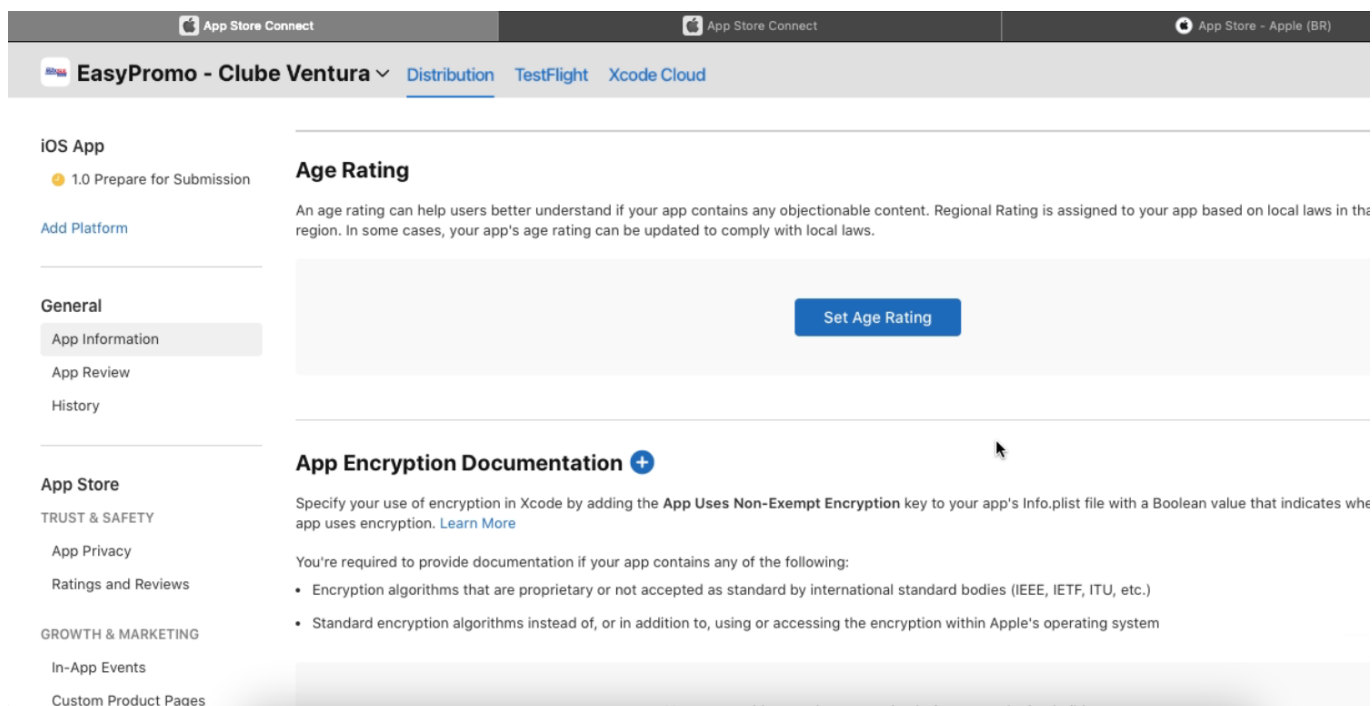 App Store Connect
App Store Connect
App Store - Apple (BR)
EasyPromo - Clube Ventura
Distribution
TestFlight
Xcode Cloud
iOS App
1.0 Prepare for Submission
Add Platform
General
App Information
App Review
History
App Store
TRUST & SAFETY
App Privacy
Ratings and Reviews
GROWTH & MARKETING
In-App Events
Custom Product Pages
Age Rating
An age rating can help users better understand if your app contains any objectionable content. Regional Rating is assigned to your app based on local laws in
region. In some cases, your app's age rating can be updated to comply with local laws.
Set Age Rating
App Encryption Documentation
Specify your use of encryption in Xcode by adding the App Uses Non-Exempt Encryption key to your app's Info.plist file with a Boolean value that indicates
app uses encryption. Learn More
You're required to provide documentation if your app contains any of the following:
• Encryption algorithms that are proprietary or not accepted as standard by international standard bodies (IEEE, IETF, ITU, etc.)
• Standard encryption algorithms instead of, or in addition to, using or accessing the encryption within Apple's operating system